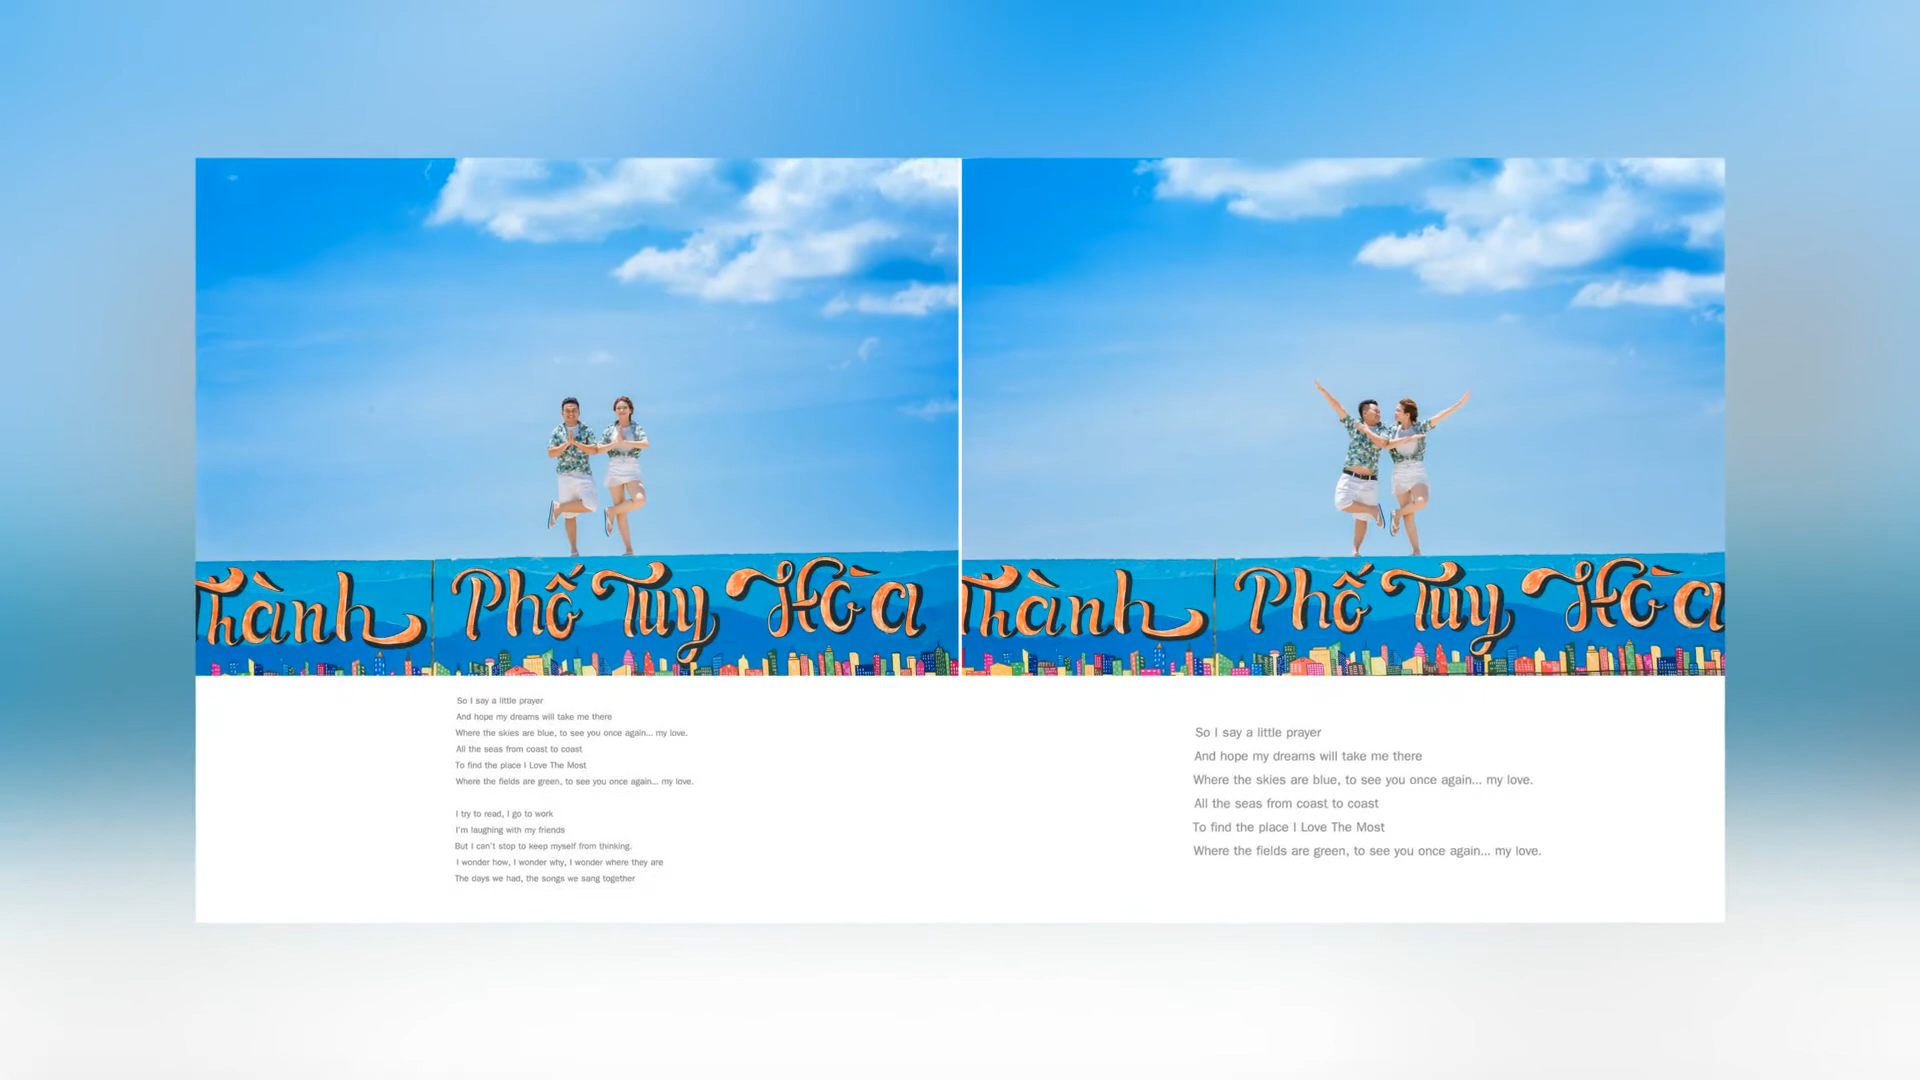 Thành Phố Tuy Hòa
Thành Phố Tuy Hòa
So I say a little prayer
And hope my dreams will take me there
Where the skies are blue, to see you once again... my love.
All the seas from coast to coast
To find the place I Love The Most
Where the fields are green, to see you once again... my love.
I try to read, I go to work
I'm laughing with my friends
But I can't stop to keep myself from thinking.
I wonder how, I wonder why, I wonder where they are
The days we had, the songs we sang together
So I say a little prayer
And hope my dreams will take me there
Where the skies are blue, to see you once again... my love.
All the seas from coast to coast
To find the place I Love The Most
Where the fields are green, to see you once again... my love.